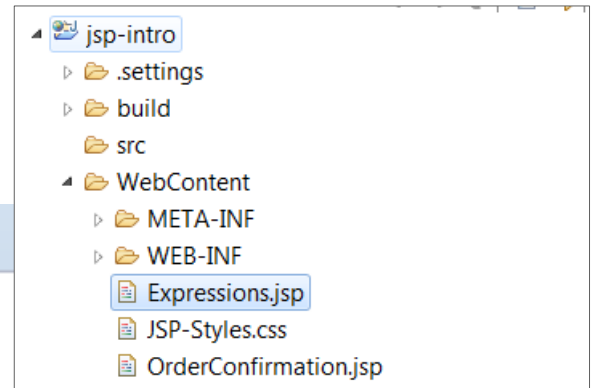 jsp-intro
.settings
build
src
WebContent
META-INF
WEB-INF
Expressions.jsp
JSP-Styles.css
OrderConfirmation.jsp